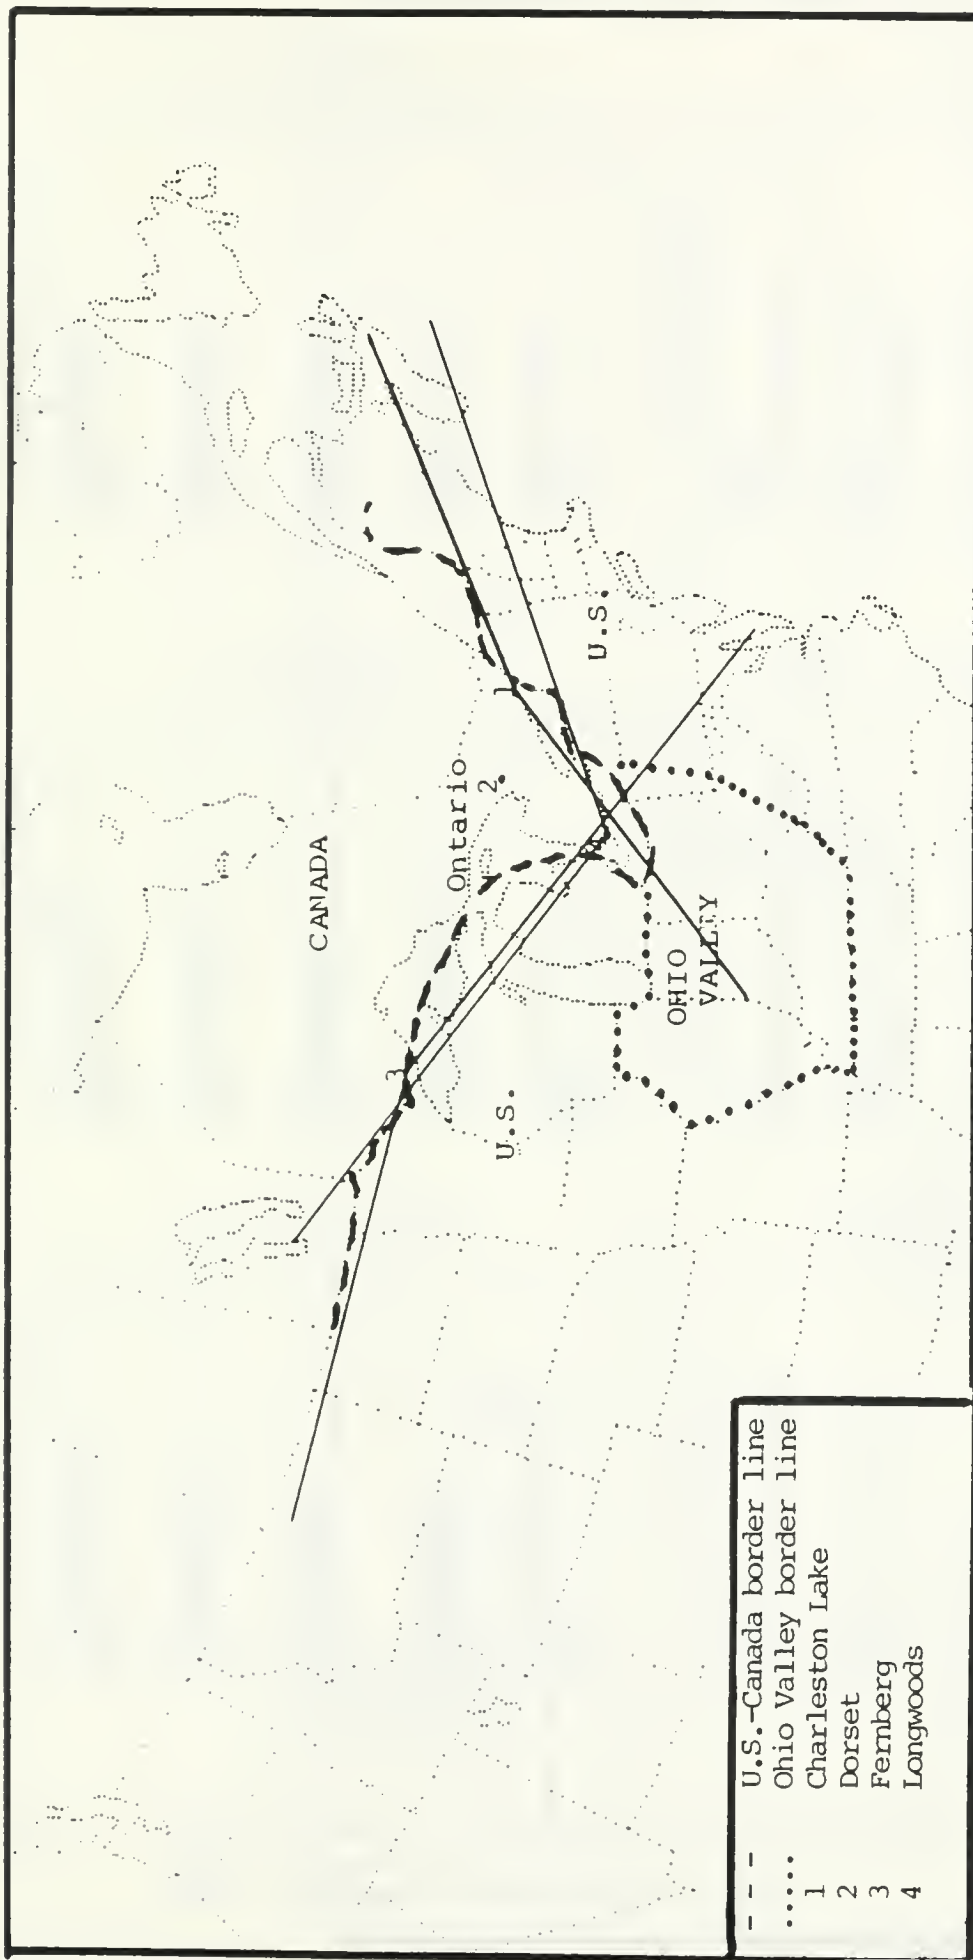 CANADA
Ontario
2
1
3
U.S.
U.S.
OHIO
VALLEY
- - - U.S.-Canada border line
..... Ohio Valley border line
1 Charleston Lake
2 Dorset
3 Fernberg
4 Longwoods